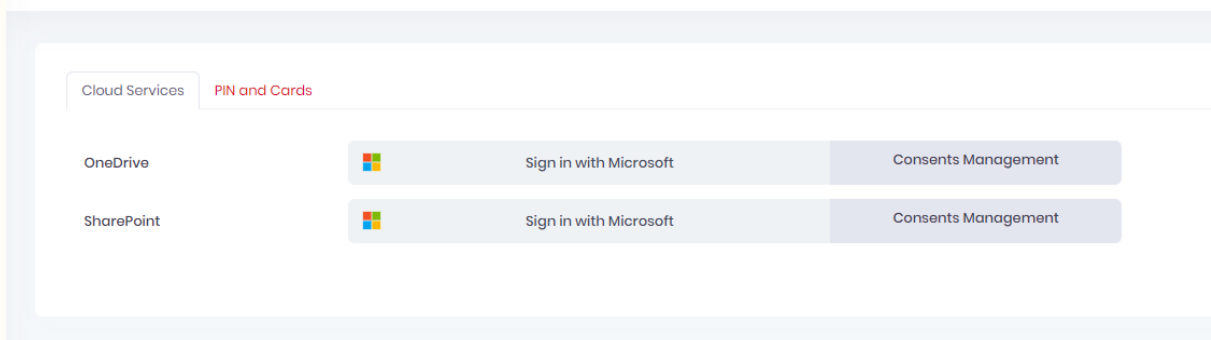 Cloud Services PIN and Cards
OneDrive Sign in with Microsoft Consents Management
SharePoint Sign in with Microsoft Consents Management